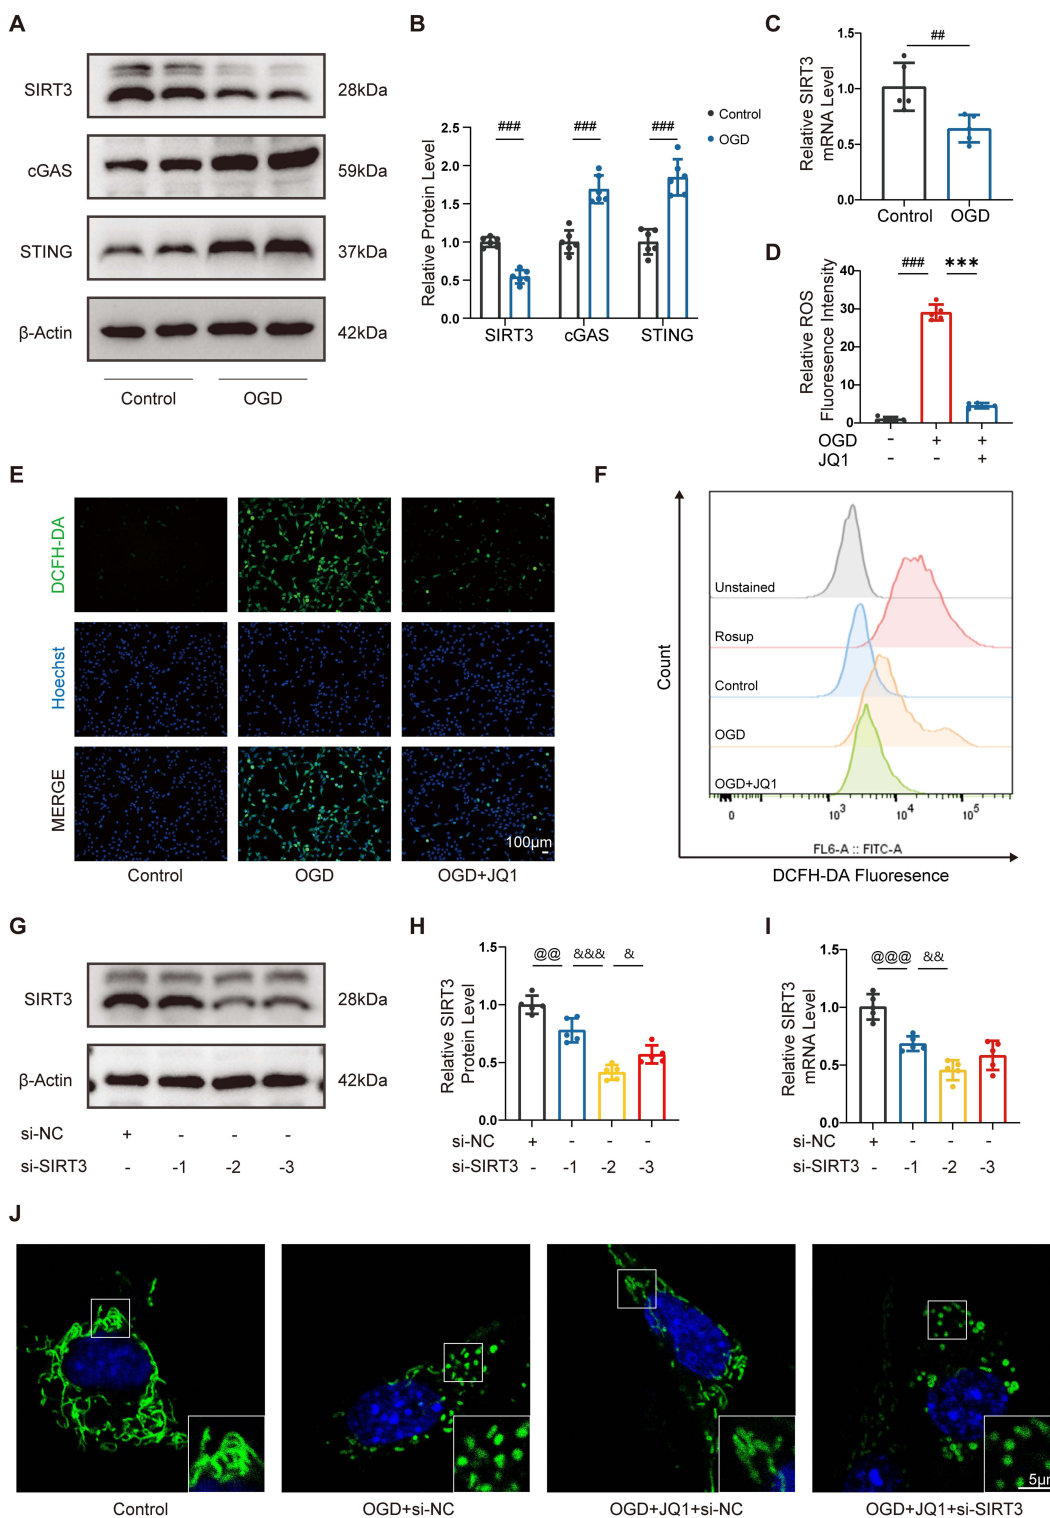 A
SIRT3
28kDa
cGAS
59kDa
STING
37kDa
β-Actin
42kDa
Control
OGD
B
Control
OGD
### ### ###
Relative Protein Level
2.5
2.0
1.5
1.0
0.5
0.0
SIRT3 cGAS STING
C
##
Relative SIRT3
mRNA Level
1.5
1.0
0.5
0.0
Control OGD
D
### ***
Relative ROS
Fluorescence Intensity
40
30
20
10
0
OGD - + +
JQ1 - - +
E
DCFH-DA
Hoechst
MERGE
100μm
Control OGD OGD+JQ1
F
Count
Unstained
Rosup
Control
OGD
OGD+JQ1
0 10³ 10⁴ 10⁵
FL6-A :: FITC-A
DCFH-DA Fluoresence
G
SIRT3
28kDa
β-Actin
42kDa
si-NC + - - -
si-SIRT3 - -1 -2 -3
H
@@ &&& &
Relative SIRT3
Protein Level
1.5
1.0
0.5
0.0
si-NC + - - -
si-SIRT3 - -1 -2 -3
I
@@@ &&
Relative SIRT3
mRNA Level
1.5
1.0
0.5
0.0
si-NC + - - -
si-SIRT3 - -1 -2 -3
J
5μm
Control OGD+si-NC OGD+JQ1+si-NC OGD+JQ1+si-SIRT3